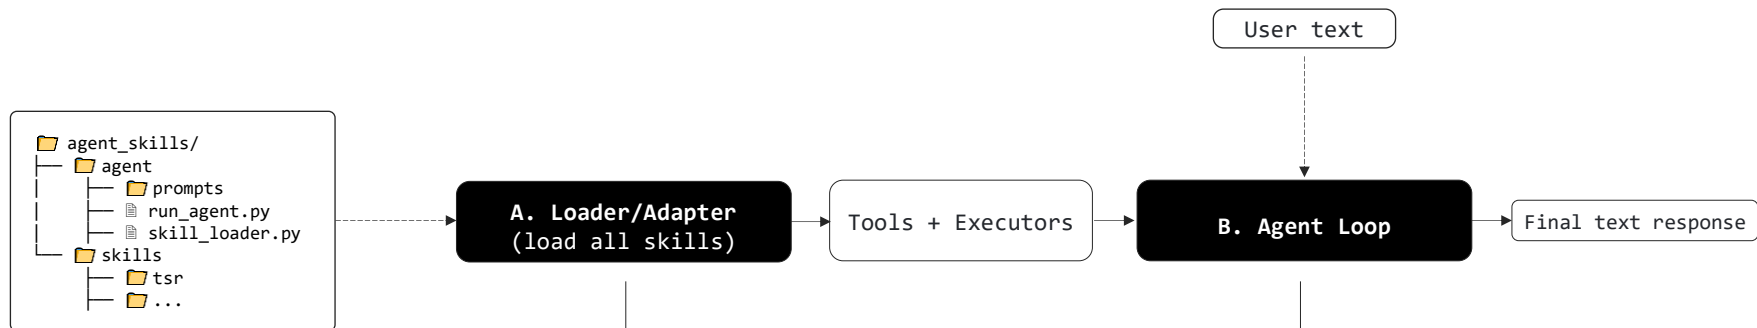 User text
agent_skills/
agent
prompts
run_agent.py
skill_loader.py
skills
tsr
...
A. Loader/Adapter
(load all skills)
Tools + Executors
B. Agent Loop
Final text response